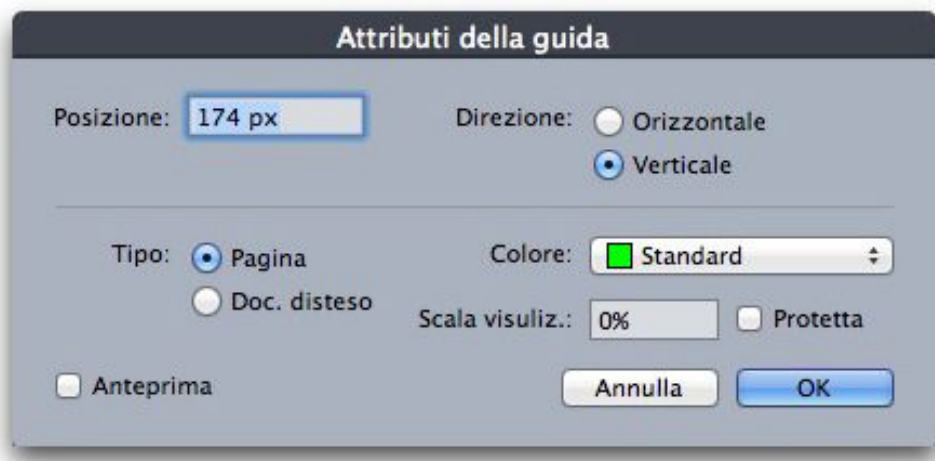 Attributi della guida
Posizione: 174 px
Direzione: Orizzontale
Verticale
Tipo: Pagina
Doc. disteso
Colore: Standard
Scala visuliz.: 0% Protetta
Anteprima
Annulla OK